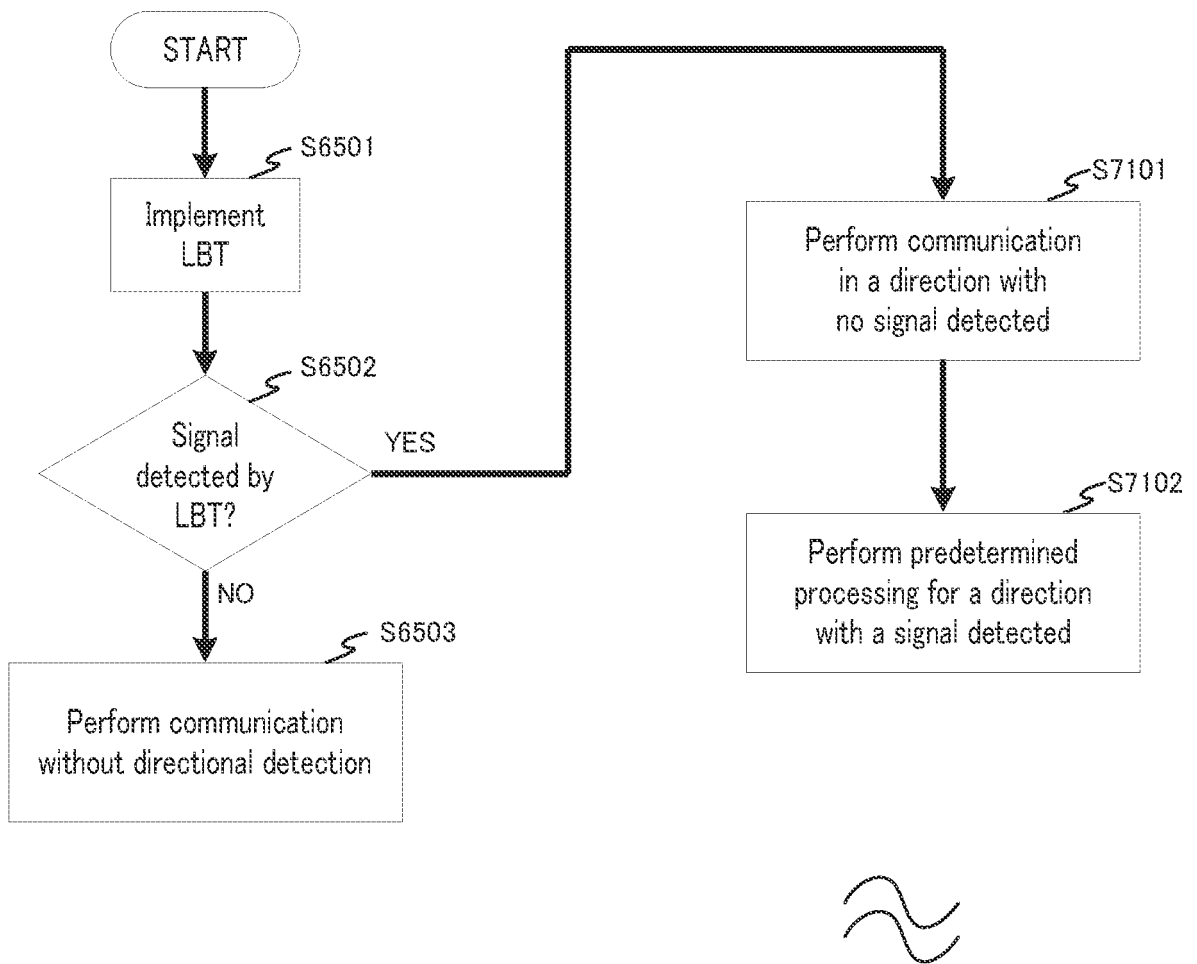 START
S6501
Implement
LBT
S6502
Signal
detected by
LBT?
YES
NO
S6503
Perform communication
without directional detection
S7101
Perform communication
in a direction with
no signal detected
S7102
Perform predetermined
processing for a direction
with a signal detected